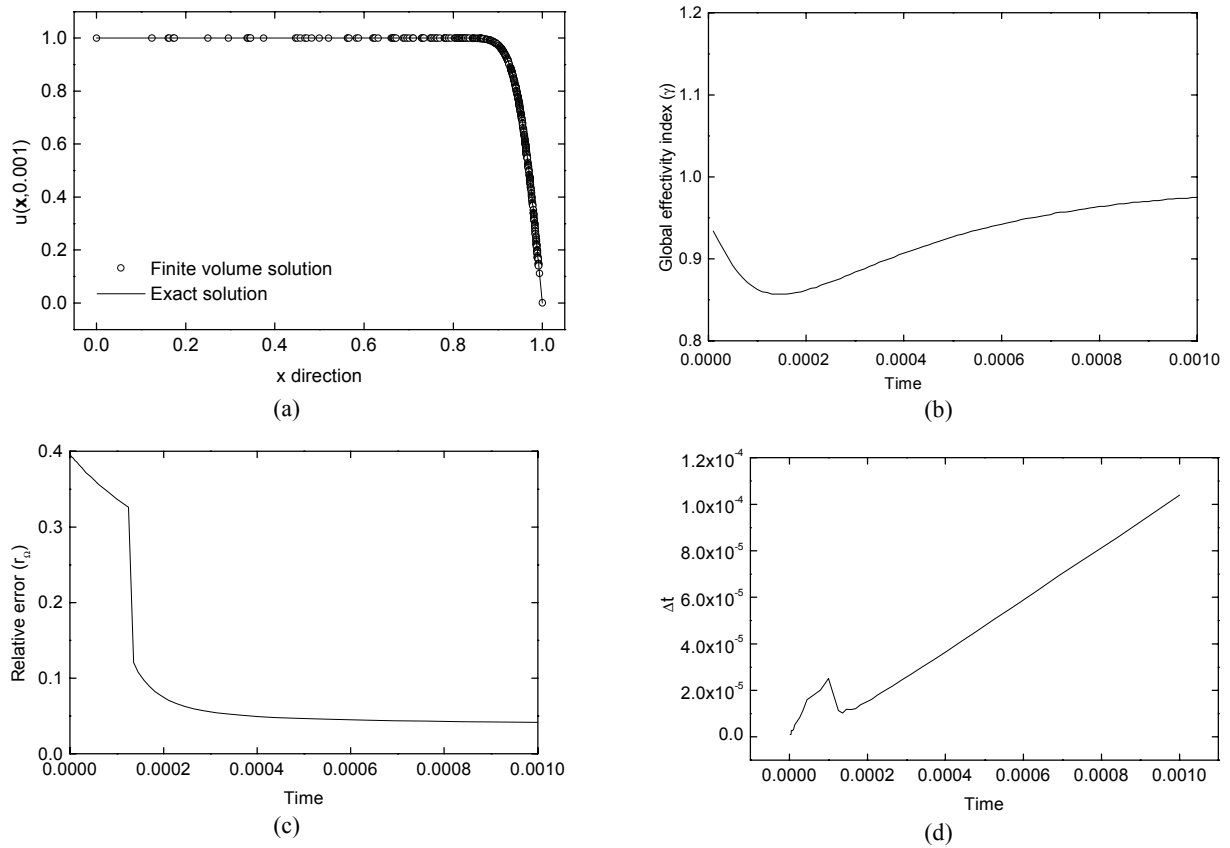 1.0
0.8
0.6
0.4
0.2
0.0
u(x,0.001)
Finite volume solution
Exact solution
0.0 0.2 0.4 0.6 0.8 1.0
x direction
(a)
1.2
1.1
1.0
0.9
0.8
Global effectivity index (γ)
0.0000 0.0002 0.0004 0.0006 0.0008 0.0010
Time
(b)
0.4
0.3
0.2
0.1
0.0
Relative error (r_Ω)
0.0000 0.0002 0.0004 0.0006 0.0008 0.0010
Time
(c)
1.2x10⁻⁴
1.0x10⁻⁴
8.0x10⁻⁵
6.0x10⁻⁵
4.0x10⁻⁵
2.0x10⁻⁵
0.0
Δt
0.0000 0.0002 0.0004 0.0006 0.0008 0.0010
Time
(d)